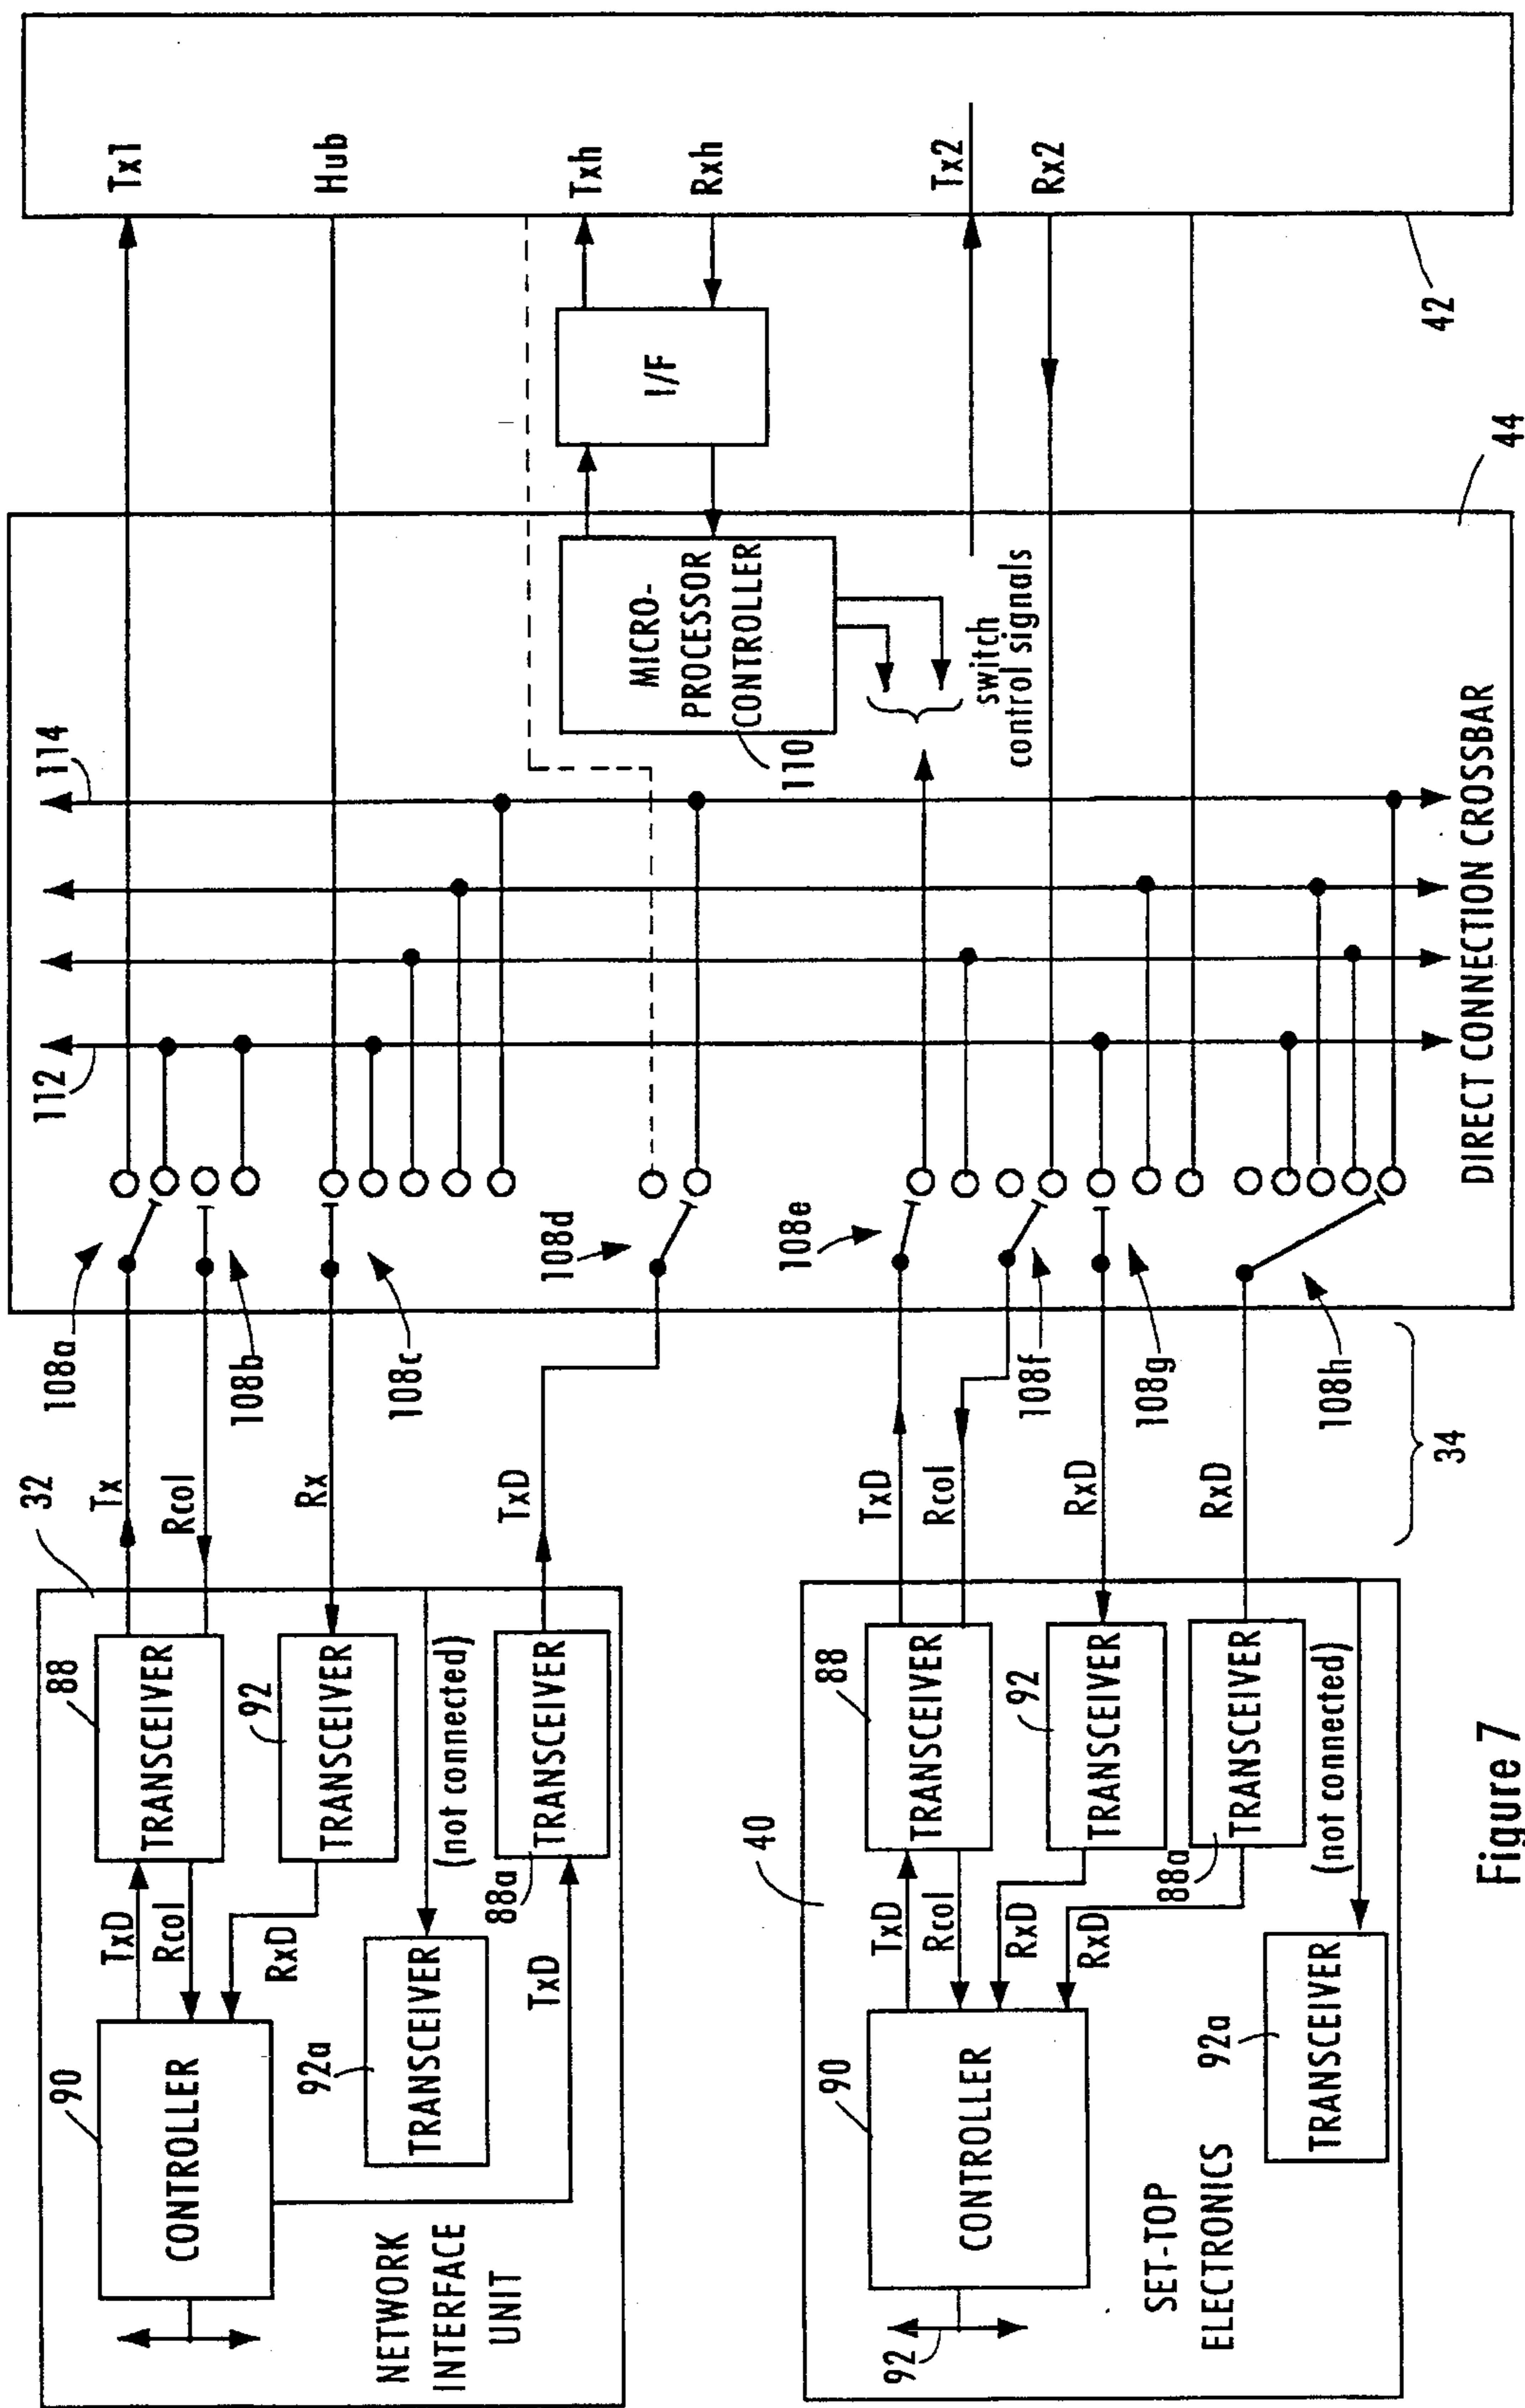 32
88
TRANSCEIVER
TxD
Rcol
90
CONTROLLER
RxD
92
TRANSCEIVER
92a
TRANSCEIVER
(not connected)
88a
TRANSCEIVER
TxD
NETWORK
INTERFACE
UNIT
Tx
Rcol
Rx
TxD
108a
108b
108c
108d
112
114
MICRO-
PROCESSOR
CONTROLLER
110
I/F
Tx1
Hub
Txh
Rxh
Tx2
Rx2
42
44
switch
control signals
DIRECT CONNECTION CROSSBAR
40
88
TRANSCEIVER
TxD
Rcol
RxD
RxD
90
CONTROLLER
92
92
TRANSCEIVER
88a
TRANSCEIVER
(not connected)
92a
TRANSCEIVER
SET-TOP
ELECTRONICS
TxD
Rcol
RxD
RxD
108e
108f
108g
108h
34
Figure 7